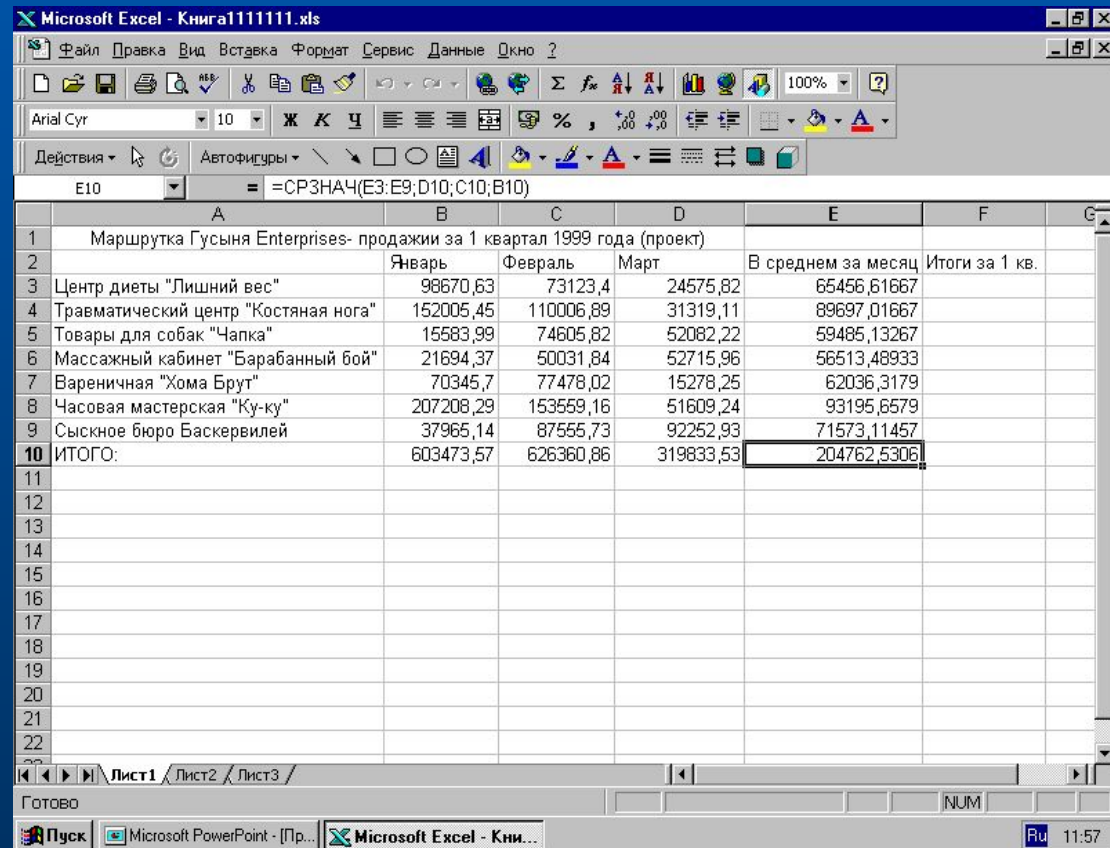 Microsoft Excel - Книга1111111.xls
Файл Правка Вид Вставка Формат Сервис Данные Окно ?
100%
Arial Cyr 10 Ж К Ч
Действия Автофигуры
E10 = =СРЗНАЧ(E3:E9;D10;C10;B10)
A B C D E F G
1 Маршрутка Гусыня Enterprises- продажии за 1 квартал 1999 года (проект)
2 Январь Февраль Март В среднем за месяц Итоги за 1 кв.
3 Центр диеты "Лишний вес" 98670,63 73123,4 24575,82 65456,61667
4 Травматический центр "Костяная нога" 152005,45 110006,89 31319,11 89697,01667
5 Товары для собак "Чапка" 15583,99 74605,82 52082,22 59485,13267
6 Массажный кабинет "Барабанный бой" 21694,37 50031,84 52715,96 56513,48933
7 Вареничная "Хома Брут" 70345,7 77478,02 15278,25 62036,3179
8 Часовая мастерская "Ку-ку" 207208,29 153559,16 51609,24 93195,6579
9 Сыскное бюро Баскервилей 37965,14 87555,73 92252,93 71573,11457
10 ИТОГО: 603473,57 626360,86 319833,53 204762,5306
11
12
13
14
15
16
17
18
19
20
21
22
Лист1 Лист2 Лист3
Готово NUM
Пуск Microsoft PowerPoint - [Пр... Microsoft Excel - Кни... Ru 11:57